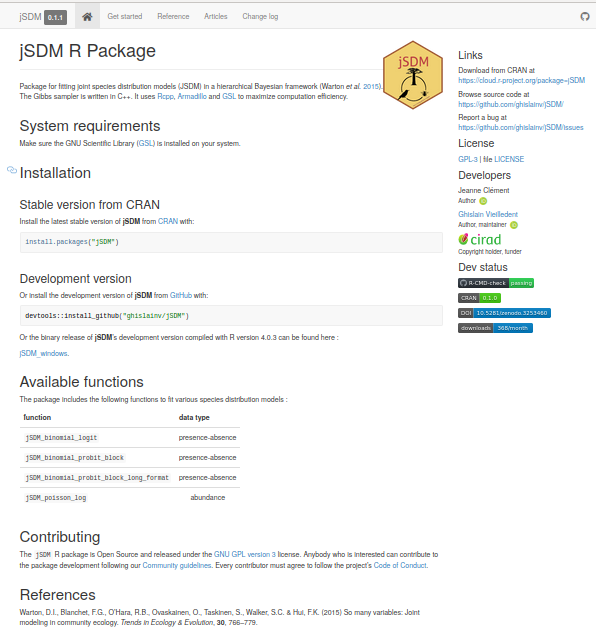 jSDM 0.1.1 Get started Reference Articles Change log
jSDM R Package
jSDM
Package for fitting joint species distribution models (JSDM) in a hierarchical Bayesian framework (Warton et al. 2015).
The Gibbs sampler is written in C++. It uses Rcpp, Armadillo and GSL to maximize computation efficiency.
System requirements
Make sure the GNU Scientific Library (GSL) is installed on your system.
Installation
Stable version from CRAN
Install the latest stable version of jSDM from CRAN with:
install.packages("jSDM")
Development version
Or install the development version of jSDM from GitHub with:
devtools::install_github("ghislainv/jSDM")
Or the binary release of jSDM's development version compiled with R version 4.0.3 can be found here :
jSDM_windows.
Available functions
The package includes the following functions to fit various species distribution models :
function data type
jSDM_binomial_logit presence-absence
jSDM_binomial_probit_block presence-absence
jSDM_binomial_probit_block_long_format presence-absence
jSDM_poisson_log abundance
Contributing
The jSDM R package is Open Source and released under the GNU GPL version 3 license. Anybody who is interested can contribute to
the package development following our Community guidelines. Every contributor must agree to follow the project's Code of Conduct.
References
Warton, D.I., Blanchet, F.G., O'Hara, R.B., Ovaskainen, O., Taskinen, S., Walker, S.C. & Hui, F.K. (2015) So many variables: Joint
modeling in community ecology. Trends in Ecology & Evolution, 30, 766–779.
Links
Download from CRAN at
https://cloud.r-project.org/package=jSDM
Browse source code at
https://github.com/ghislainv/jSDM/
Report a bug at
https://github.com/ghislainv/jSDM/issues
License
GPL-3 | file LICENSE
Developers
Jeanne Clément
Author iD
Ghislain Vieilledent
Author, maintainer iD
cirad
Copyright holder, funder
Dev status
R-CMD-check passing
CRAN 0.1.0
DOI 10.5281/zenodo.3253460
downloads 368/month